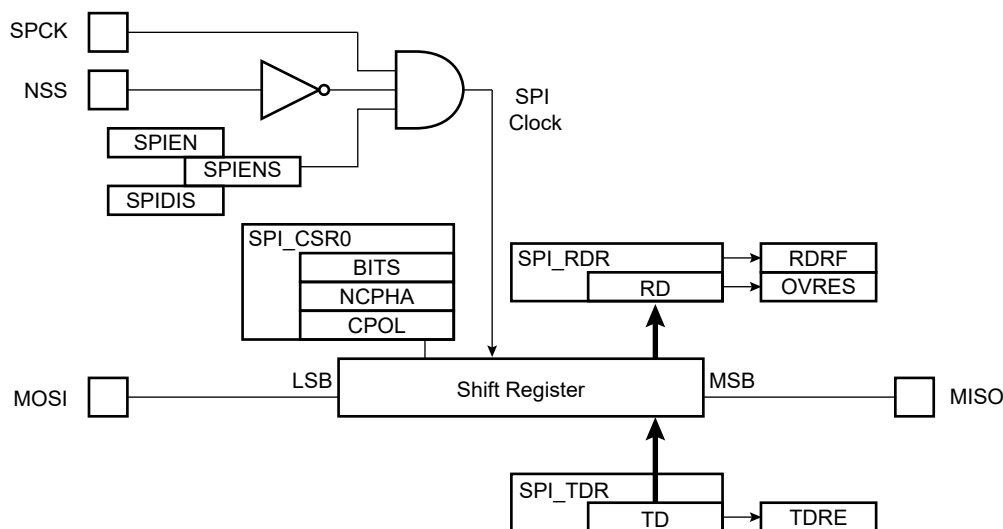 SPCK
NSS
SPI
Clock
SPIEN
SPIENS
SPIDIS
SPI_CSR0
BITS
NCPHA
CPOL
SPI_RDR
RDRF
RD
OVRES
MOSI
LSB
Shift Register
MSB
MISO
SPI_TDR
TD
TDRE